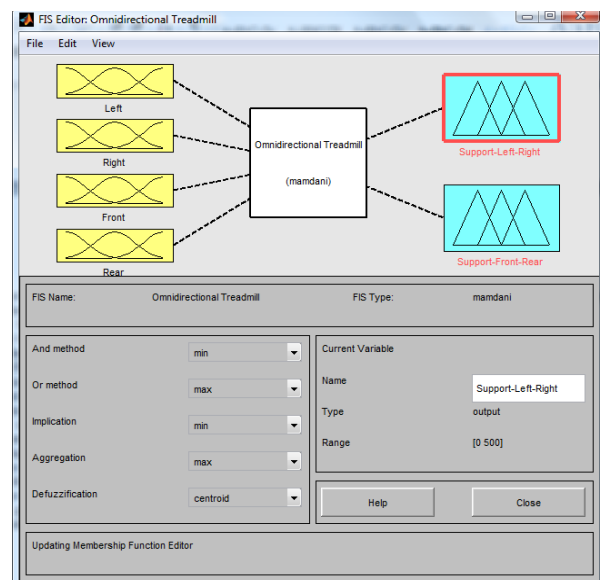 FIS Editor: Omnidirectional Treadmill
File Edit View
Left
Right
Front
Rear
Omnidirectional Treadmill
(mamdani)
Support-Left-Right
Support-Front-Rear
FIS Name: Omnidirectional Treadmill FIS Type: mamdani
And method min
Or method max
Implication min
Aggregation max
Defuzzification centroid
Current Variable
Name Support-Left-Right
Type output
Range [0 500]
Help Close
Updating Membership Function Editor